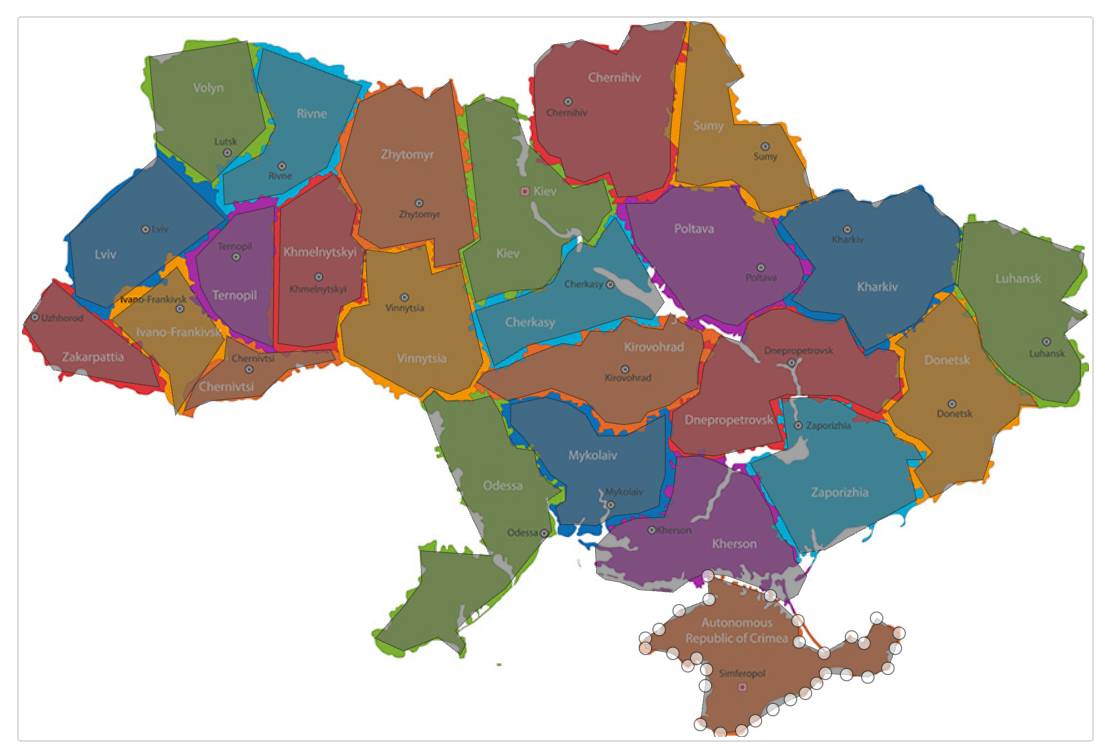 Volyn
Lutsk
Rivne
Rivne
Zhytomyr
Zhytomyr
Kiev
Kiev
Chernihiv
Chernihiv
Sumy
Sumy
Lviv
Lviv
Ternopil
Ternopil
Khmelnytskyi
Khmelnytskyi
Ivano-Frankivsk
Ivano-Frankivsk
Uzhhorod
Zakarpattia
Chernivtsi
Chernivtsi
Vinnytsia
Vinnytsia
Cherkasy
Cherkasy
Poltava
Poltava
Kharkiv
Kharkiv
Luhansk
Luhansk
Donetsk
Donetsk
Kirovohrad
Kirovohrad
Dnepropetrovsk
Dnepropetrovsk
Zaporizhia
Zaporizhia
Mykolaiv
Mykolaiv
Odessa
Odessa
Kherson
Kherson
Autonomous
Republic of Crimea
Simferopol